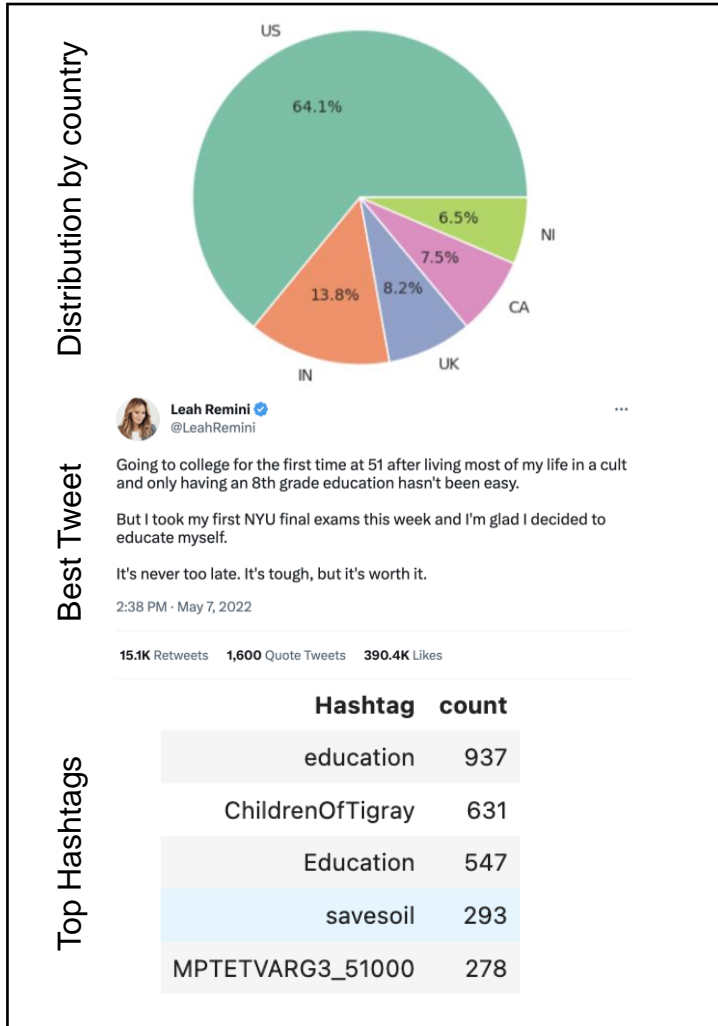 Distribution by country
US
64.1%
6.5%
NI
7.5%
CA
8.2%
UK
13.8%
IN
Best Tweet
Leah Remini
@LeahRemini
...
Going to college for the first time at 51 after living most of my life in a cult
and only having an 8th grade education hasn't been easy.
But I took my first NYU final exams this week and I'm glad I decided to
educate myself.
It's never too late. It's tough, but it's worth it.
2:38 PM · May 7, 2022
15.1K Retweets 1,600 Quote Tweets 390.4K Likes
Top Hashtags
Hashtag count
education 937
ChildrenOfTigray 631
Education 547
savesoil 293
MPTETVARG3_51000 278